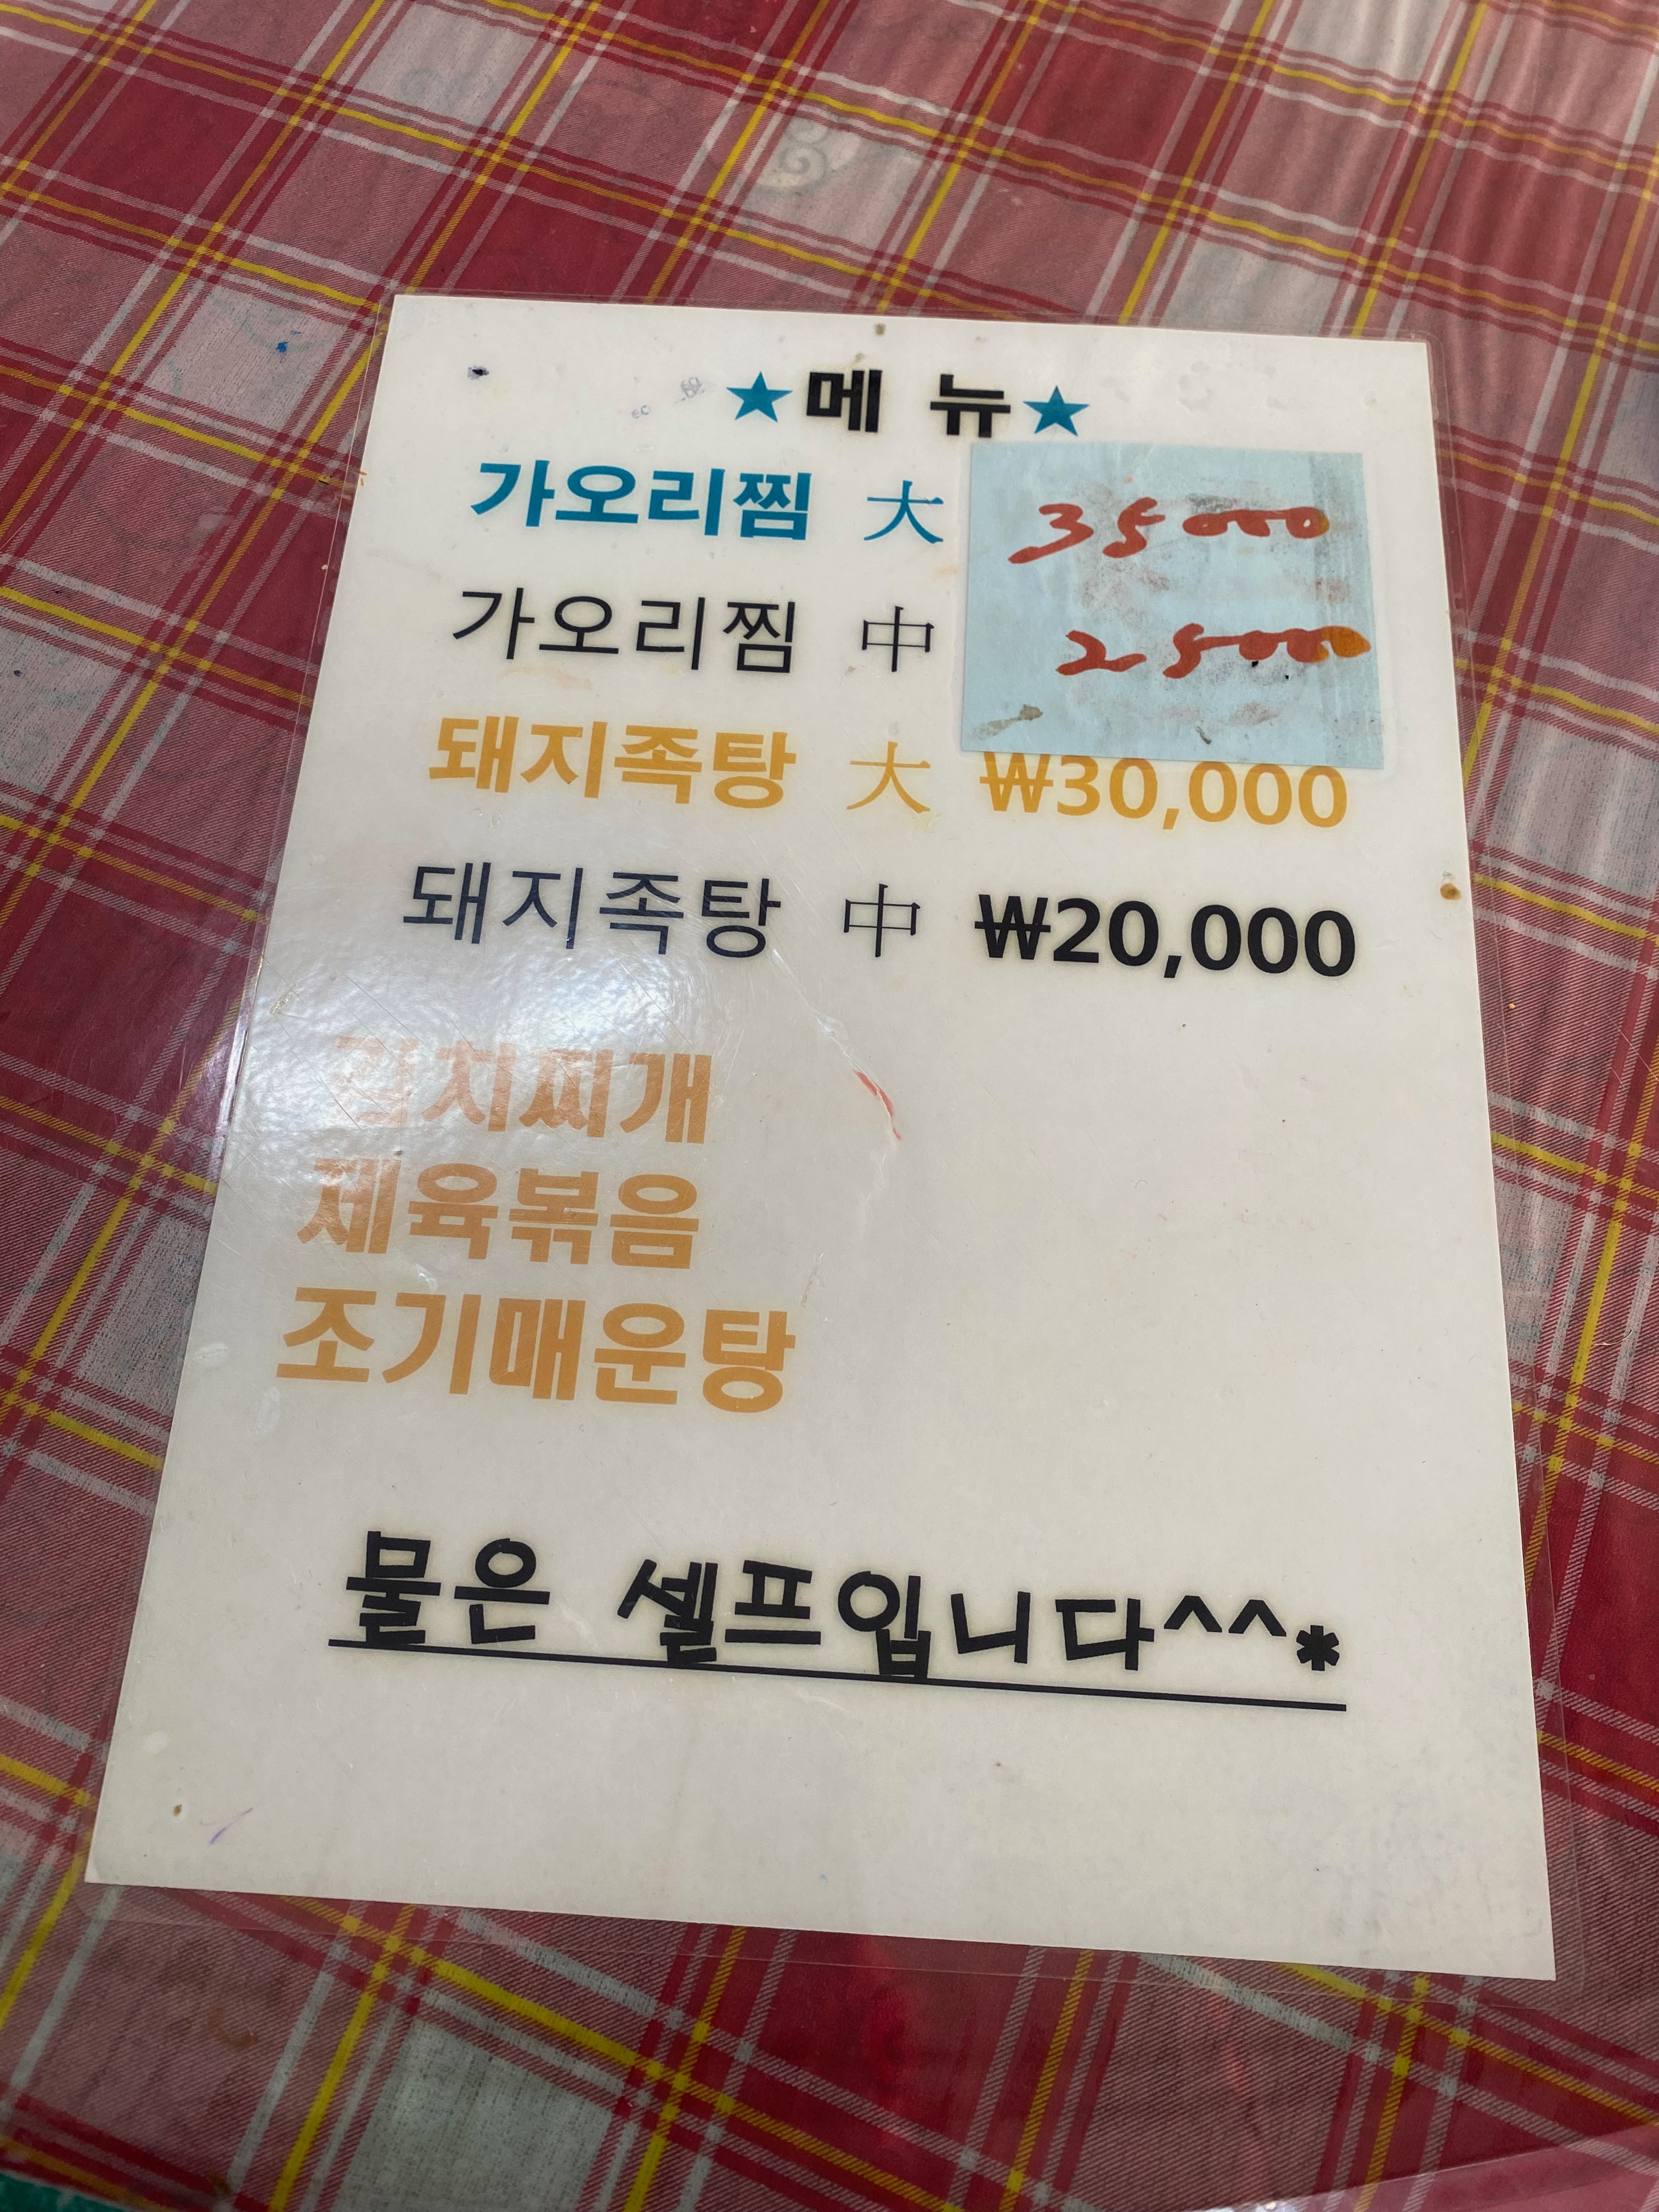 ★메 뉴★
가오리찜 大 35000
가오리찜 中 25000
돼지족탕 大 ₩30,000
돼지족탕 中 ₩20,000
김치찌개
제육볶음
조기매운탕
물은 셀프입니다^^*